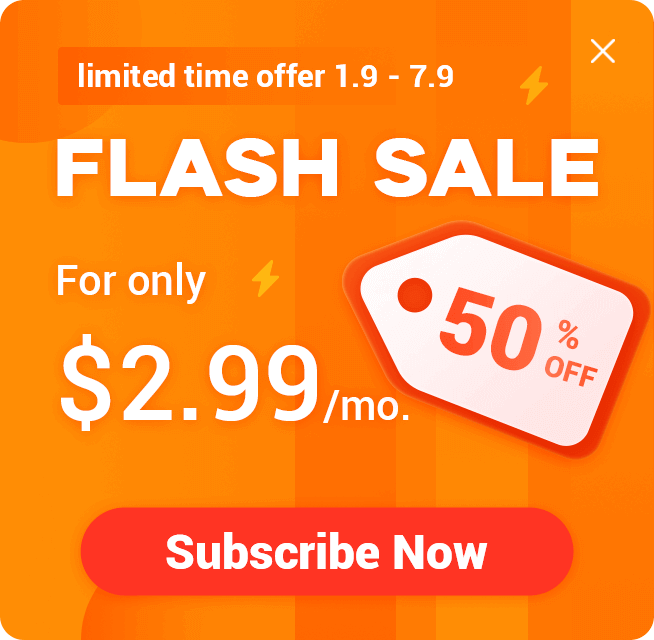 limited time offer 1.9 - 7.9
FLASH SALE
For only
$2.99/mo.
50% OFF
Subscribe Now